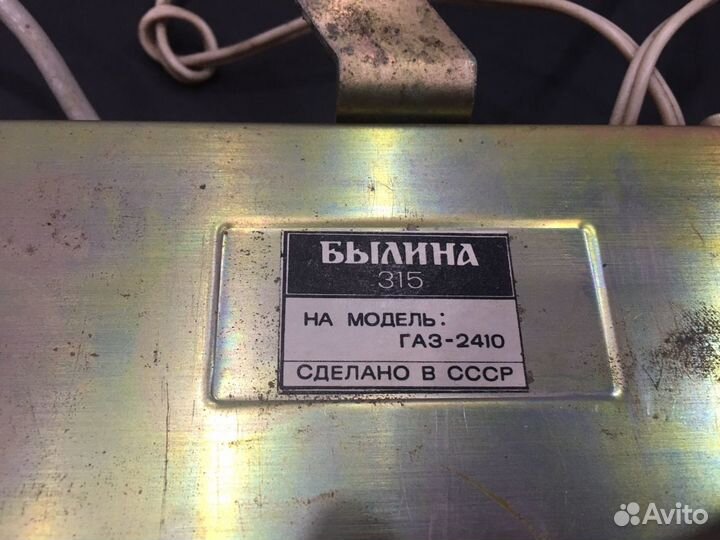 БЫЛИНА
315
НА МОДЕЛЬ:
ГАЗ-2410
СДЕЛАНО В СССР
Avito